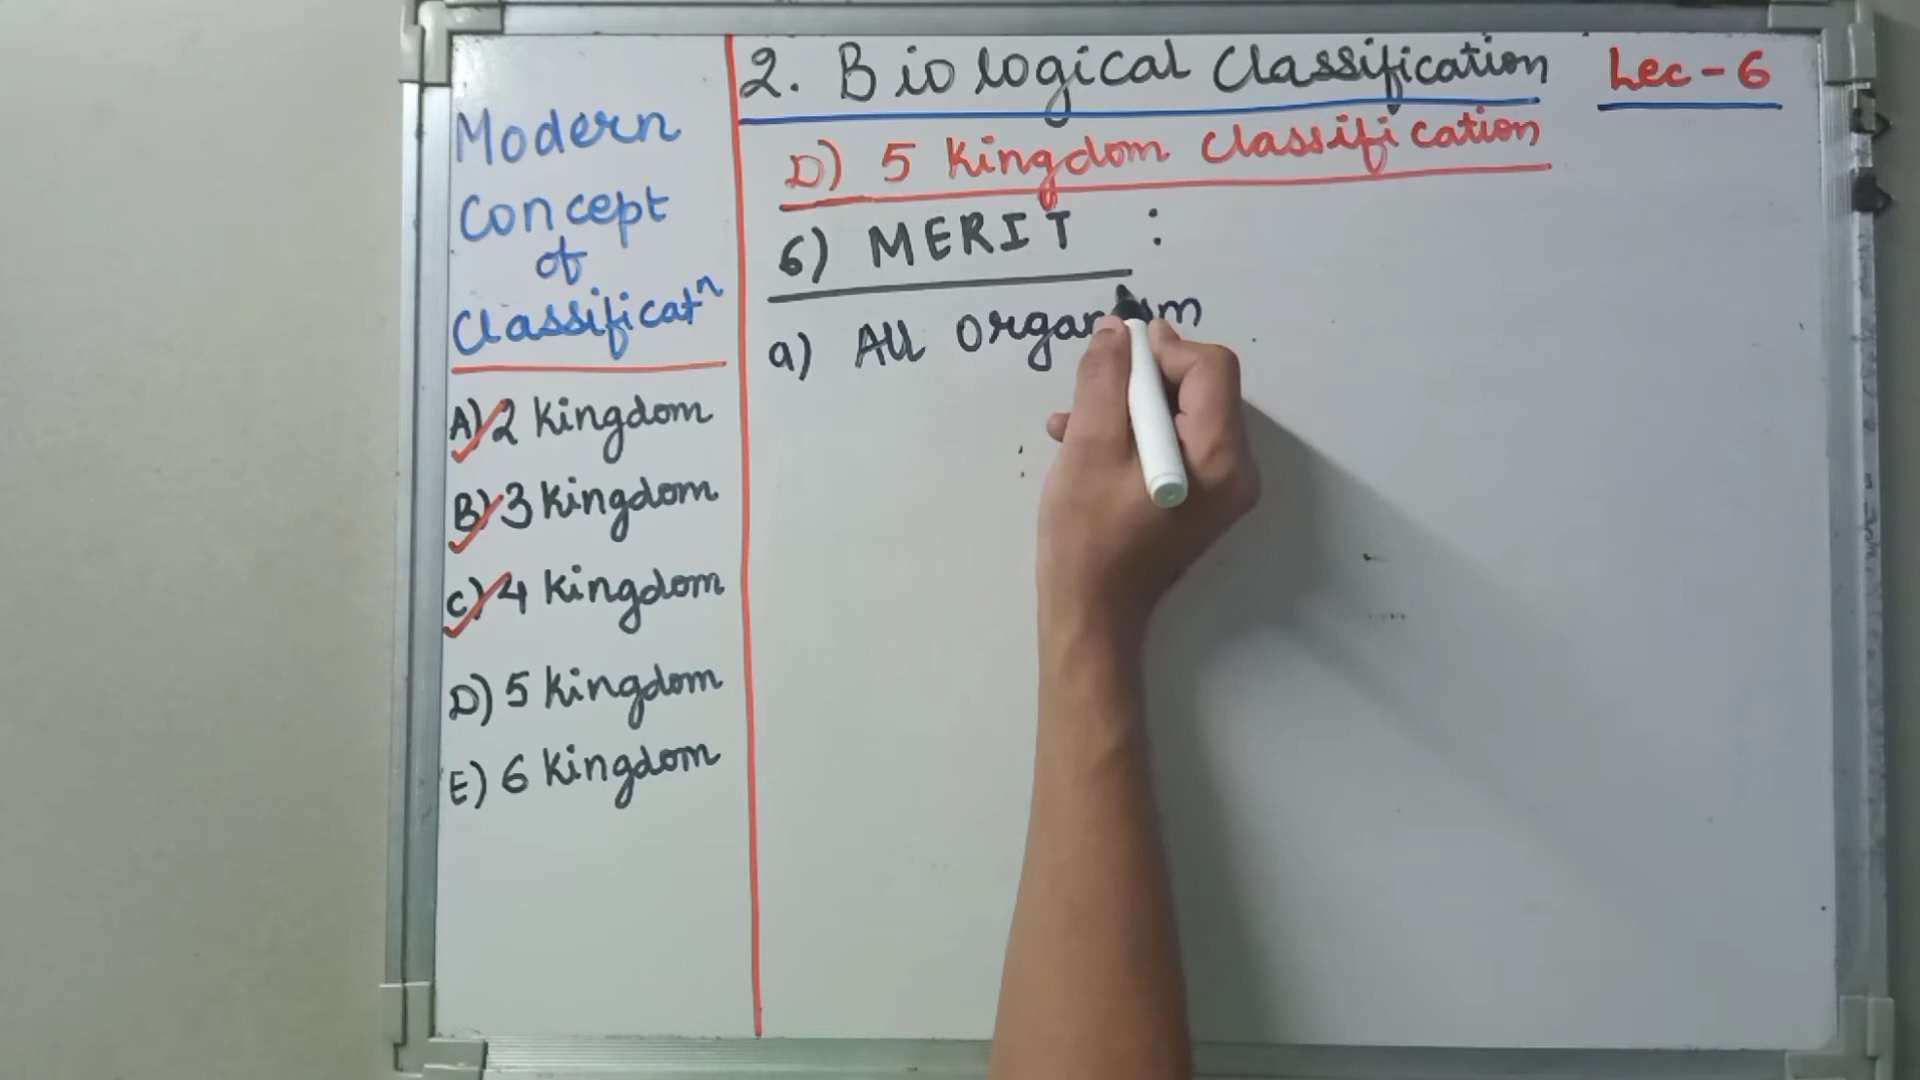 Modern
Concept
of
Classificatn
A) 2 Kingdom
B) 3 Kingdom
C) 4 Kingdom
D) 5 Kingdom
E) 6 Kingdom
2. Biological Classification Lec-6
D) 5 Kingdom Classification
6) MERIT :
a) All